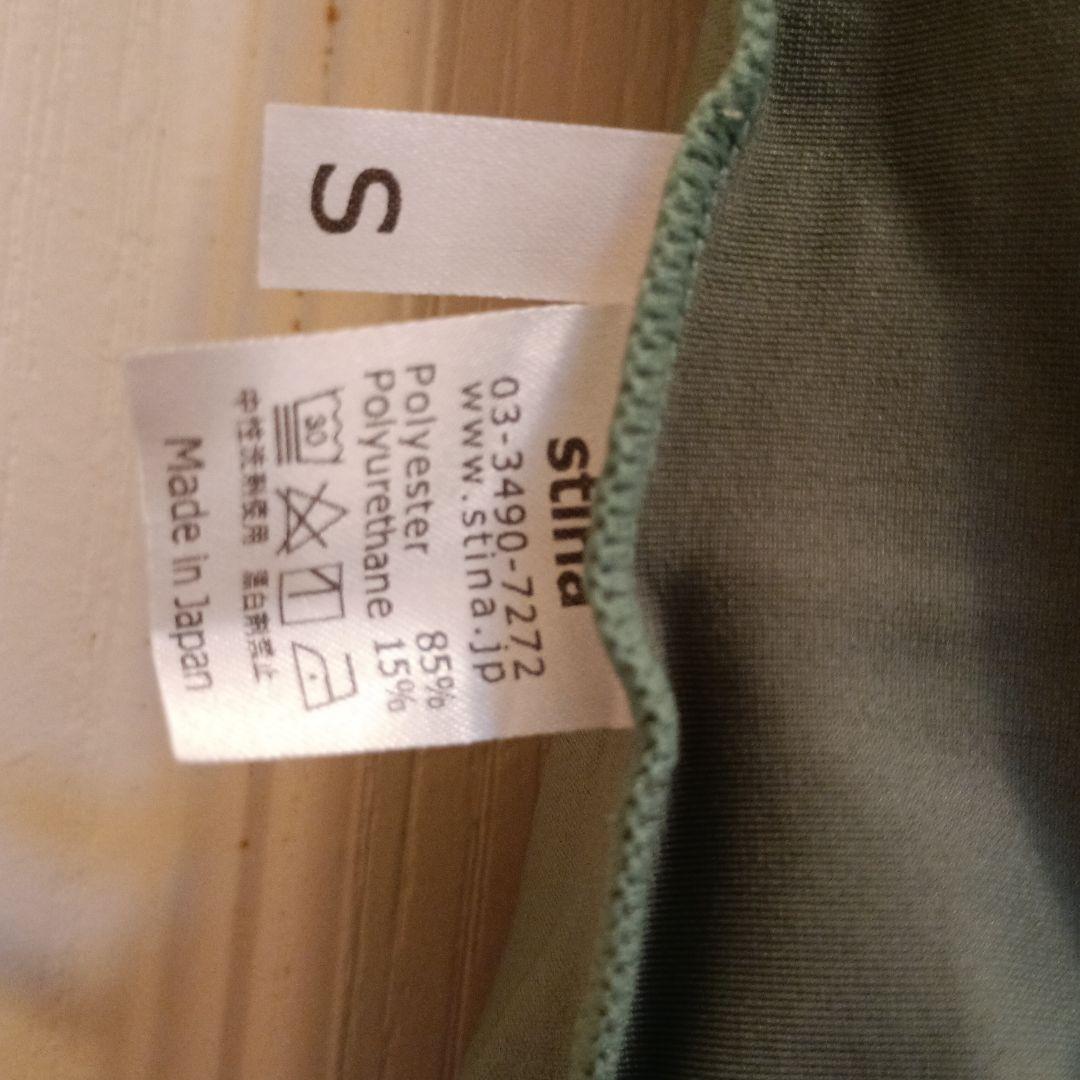 S
stina
03-3490-7272
www.stina.jp
Polyester 85%
Polyurethane 15%
30
中性洗剤使用 蛋白剤禁止
Made in Japan